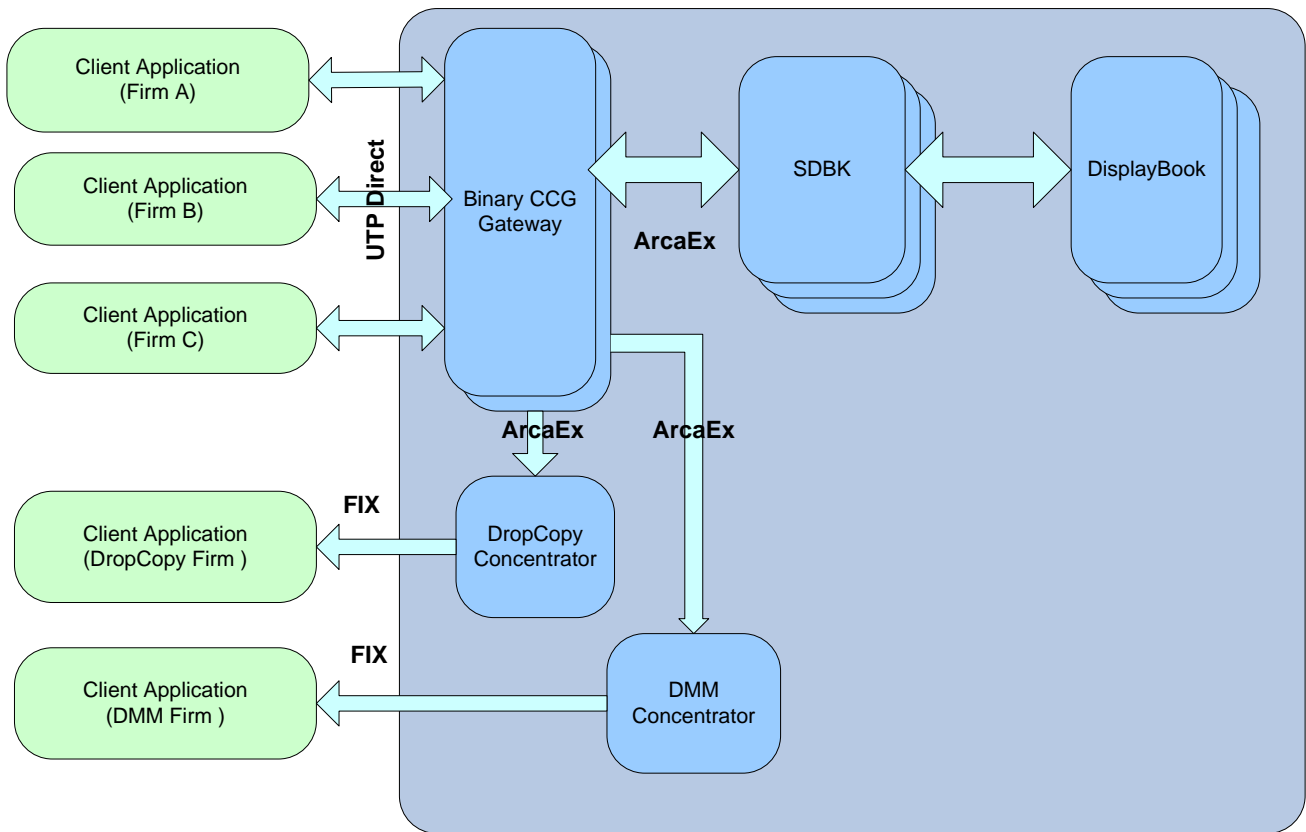 Client Application
(Firm A)
Client Application
(Firm B)
Client Application
(Firm C)
UTP Direct
Binary CCG
Gateway
ArcaEx
SDBK
DisplayBook
ArcaEx
ArcaEx
FIX
Client Application
(DropCopy Firm )
DropCopy
Concentrator
FIX
Client Application
(DMM Firm )
DMM
Concentrator